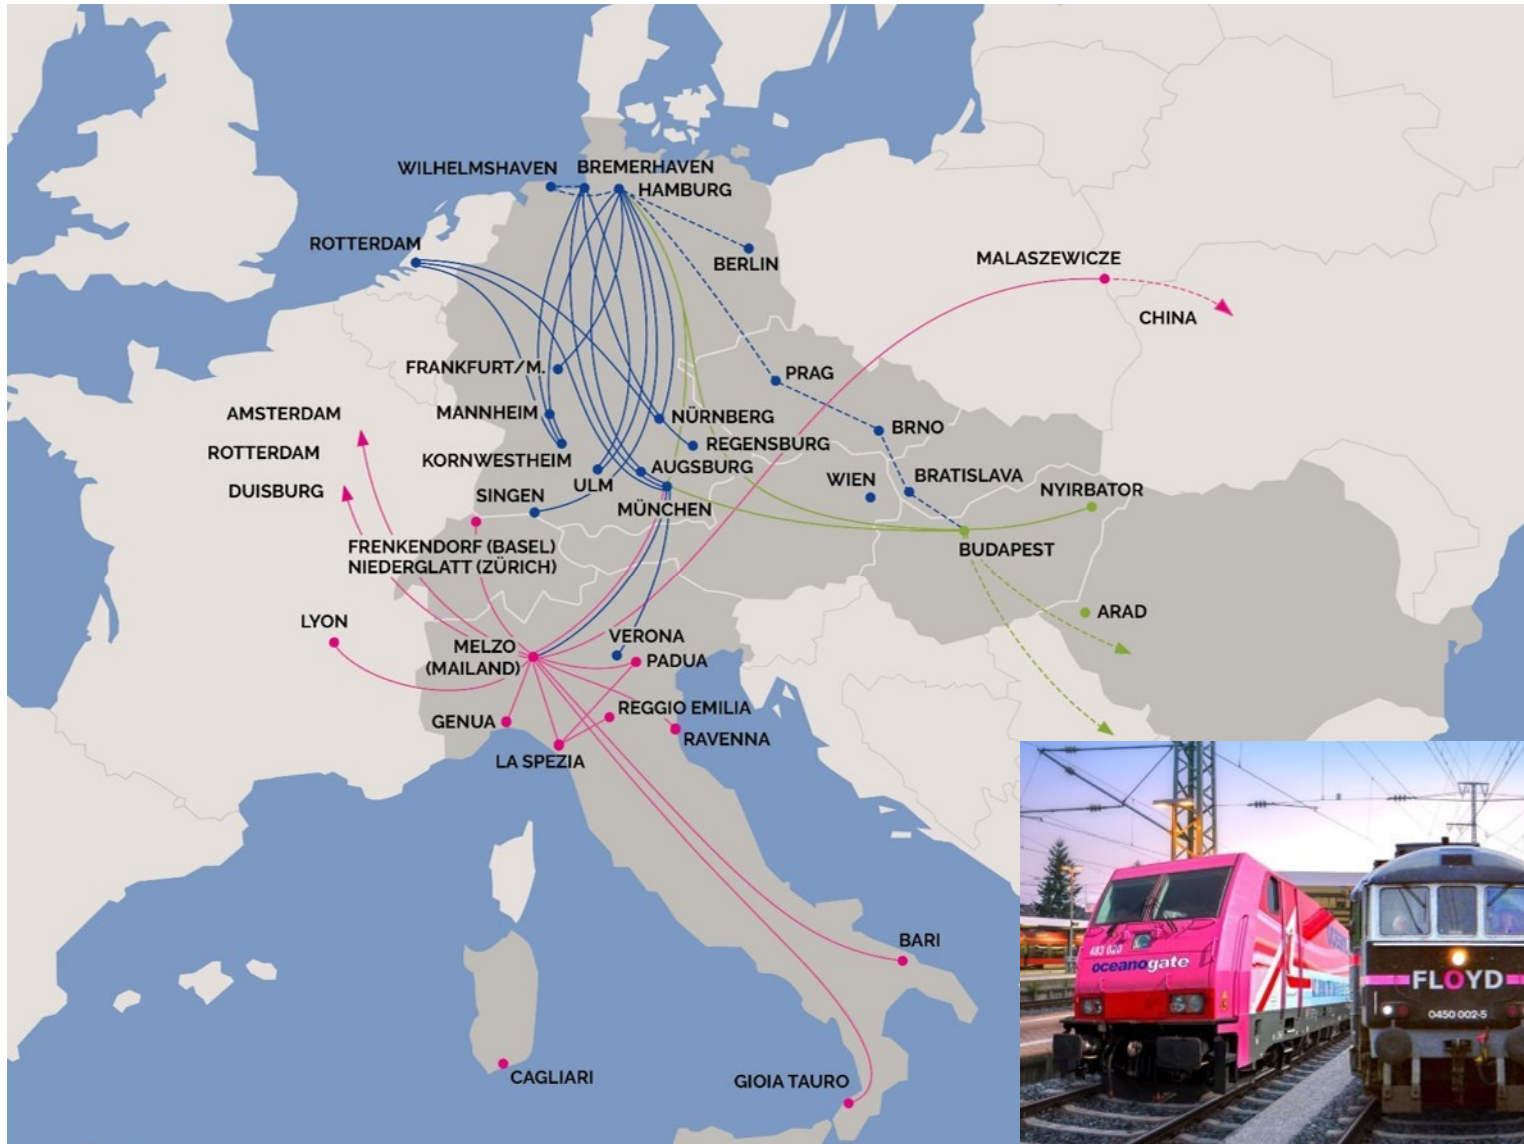 WILHELMSHAVEN
BREMERHAVEN
HAMBURG
ROTTERDAM
BERLIN
MALASZEWICZE
CHINA
FRANKFURT/M.
PRAG
AMSTERDAM
MANNHEIM
NÜRNBERG
BRNO
ROTTERDAM
KORNWESTHEIM
REGENSBURG
DUISBURG
SINGEN
ULM
AUGSBURG
WIEN
BRATISLAVA
NYIRBATOR
MÜNCHEN
FRENKENDORF (BASEL)
NIEDERGLATT (ZÜRICH)
BUDAPEST
ARAD
LYON
MELZO
(MAILAND)
VERONA
PADUA
GENUA
REGGIO EMILIA
RAVENNA
LA SPEZIA
BARI
CAGLIARI
GIOIA TAURO
483 020
oceanogate
FLOYD
0450 002-5